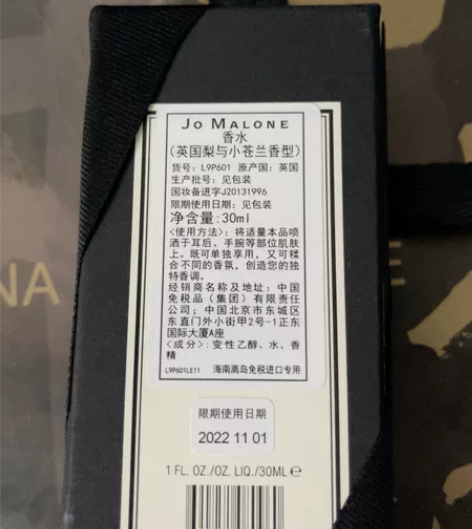 JO MALONE
香水
（英国梨与小苍兰香型）
货号：L9P601 原产国：英国
生产批号：见包装
国妆备进字J20131996
限期使用日期：见包装
净含量:30ml
<使用方法>：将适量本品喷
洒于耳后、手腕等部位肌肤
上。既可单独享用，又可糅
合不同的香氛，创造您的独
特香调。
经销商名称及地址：中国
免税品（集团）有限责任
公司；中国北京市东城区
东直门外小街甲2号-1正东
国际大厦A座
<成分>：变性乙醇、水、香
精
L9P601LE11 海南离岛免税进口专用
限期使用日期
2022 11 01
1 FL. OZ./OZ. LIQ./30ML℮
NA